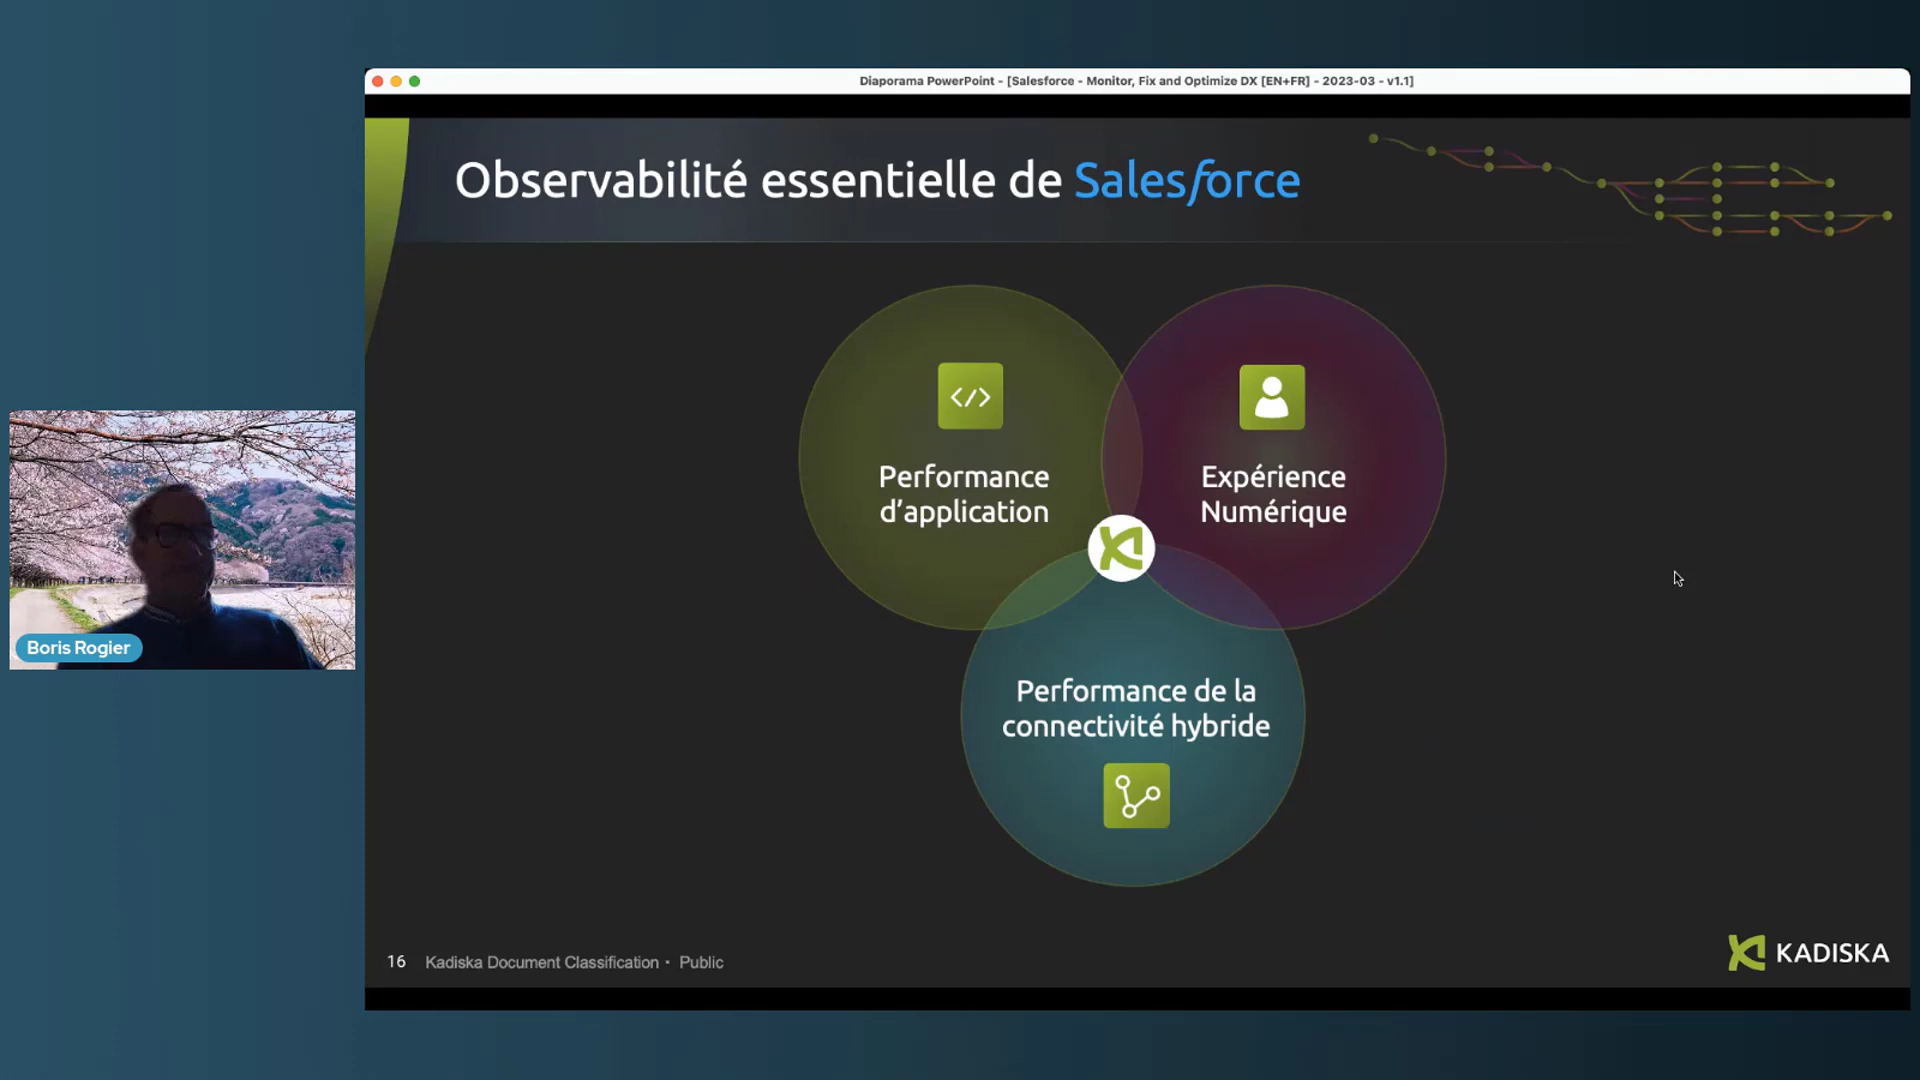 Diaporama PowerPoint - [Salesforce - Monitor, Fix and Optimize DX [EN+FR] - 2023-03 - v1.1]
Observabilité essentielle de Salesforce
</>
Performance
d’application
Expérience
Numérique
Performance de la
connectivité hybride
Boris Rogier
16 Kadiska Document Classification • Public
KADISKA